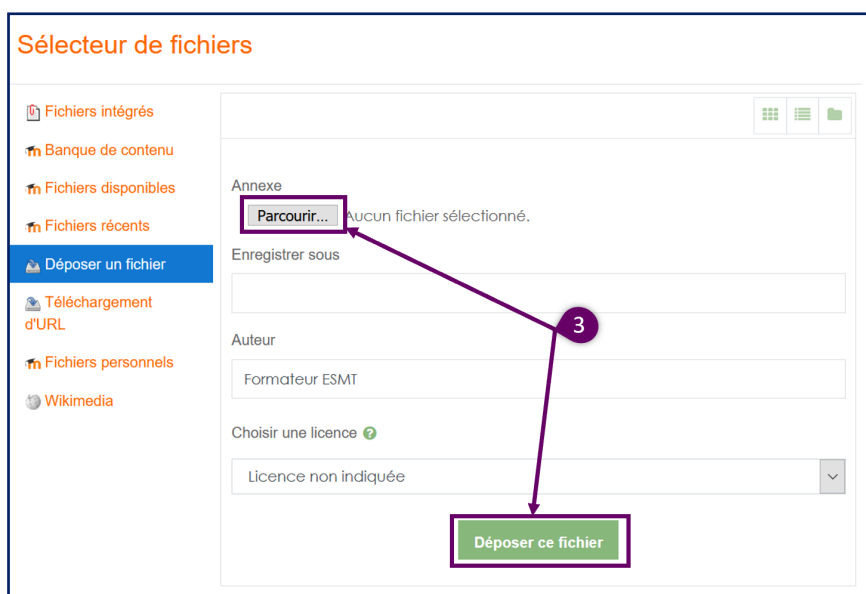 Sélecteur de fichiers
Fichiers intégrés
Banque de contenu
Fichiers disponibles
Fichiers récents
Déposer un fichier
Téléchargement
d'URL
Fichiers personnels
Wikimedia
Annexe
Parcourir... Aucun fichier sélectionné.
Enregistrer sous
3
Auteur
Formateur ESMT
Choisir une licence
Licence non indiquée
Déposer ce fichier